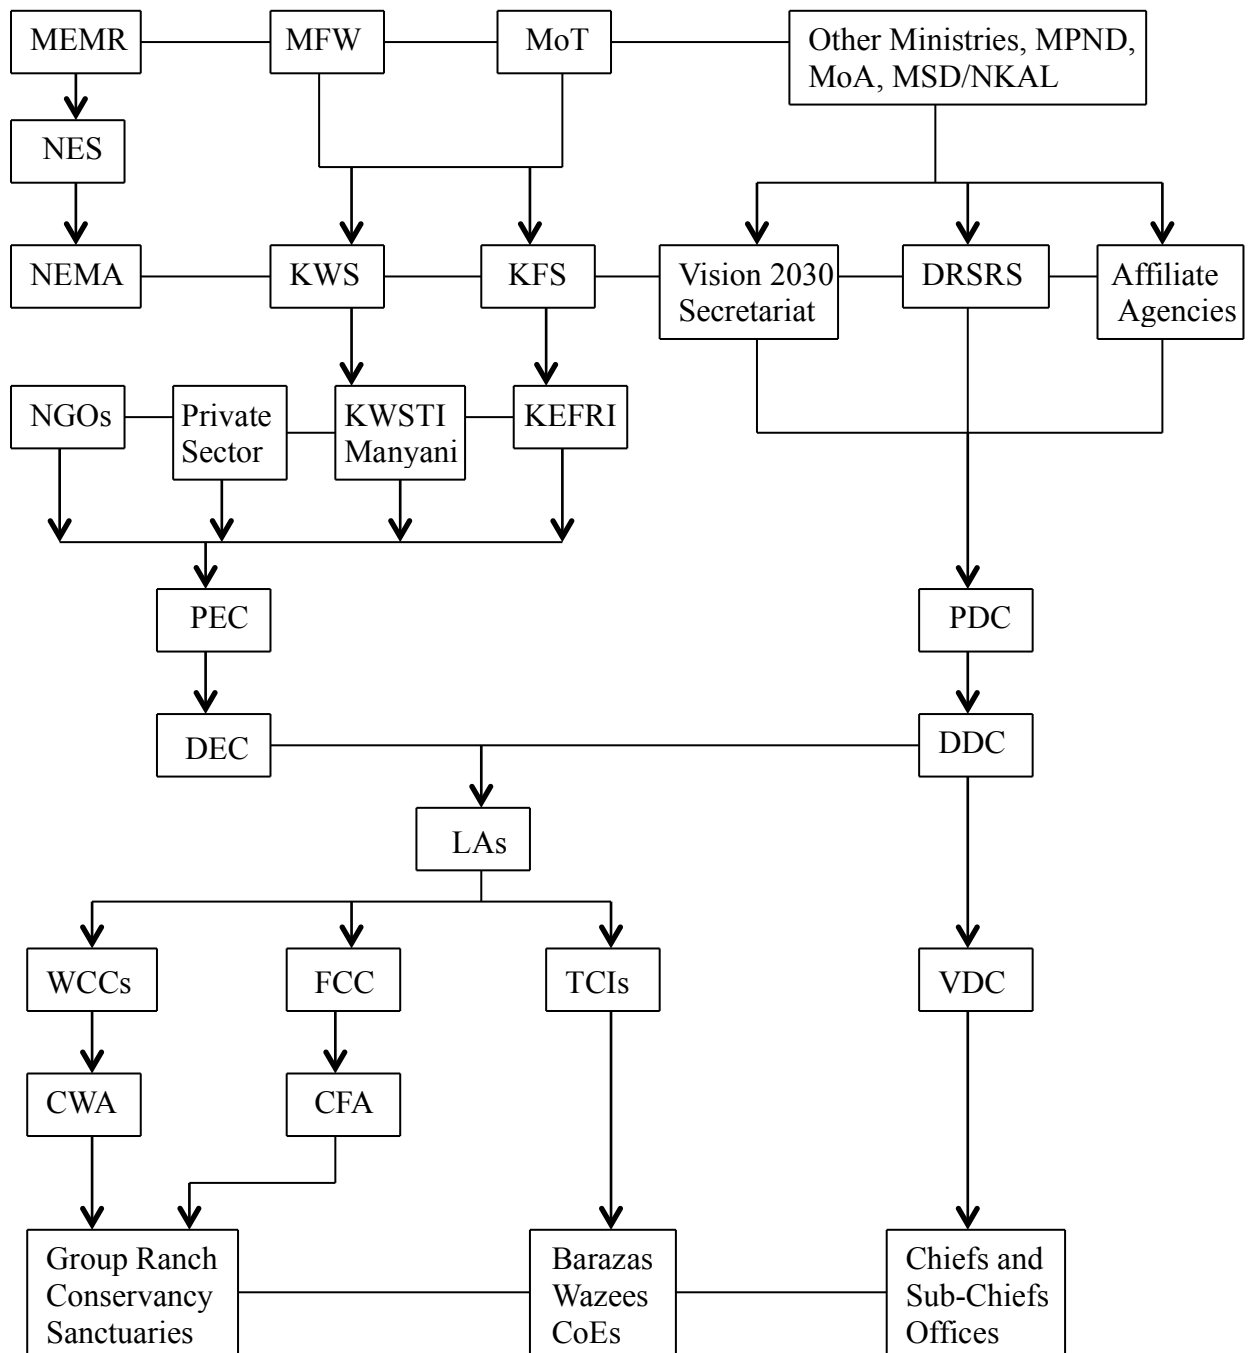 MEMR
MFW
MoT
Other Ministries, MPND,
MoA, MSD/NKAL
NES
NEMA
KWS
KFS
Vision 2030
Secretariat
DRSRS
Affiliate
Agencies
NGOs
Private
Sector
KWSTI
Manyani
KEFRI
PEC
PDC
DEC
DDC
LAs
WCCs
FCC
TCIs
VDC
CWA
CFA
Group Ranch
Conservancy
Sanctuaries
Barazas
Wazees
CoEs
Chiefs and
Sub-Chiefs
Offices